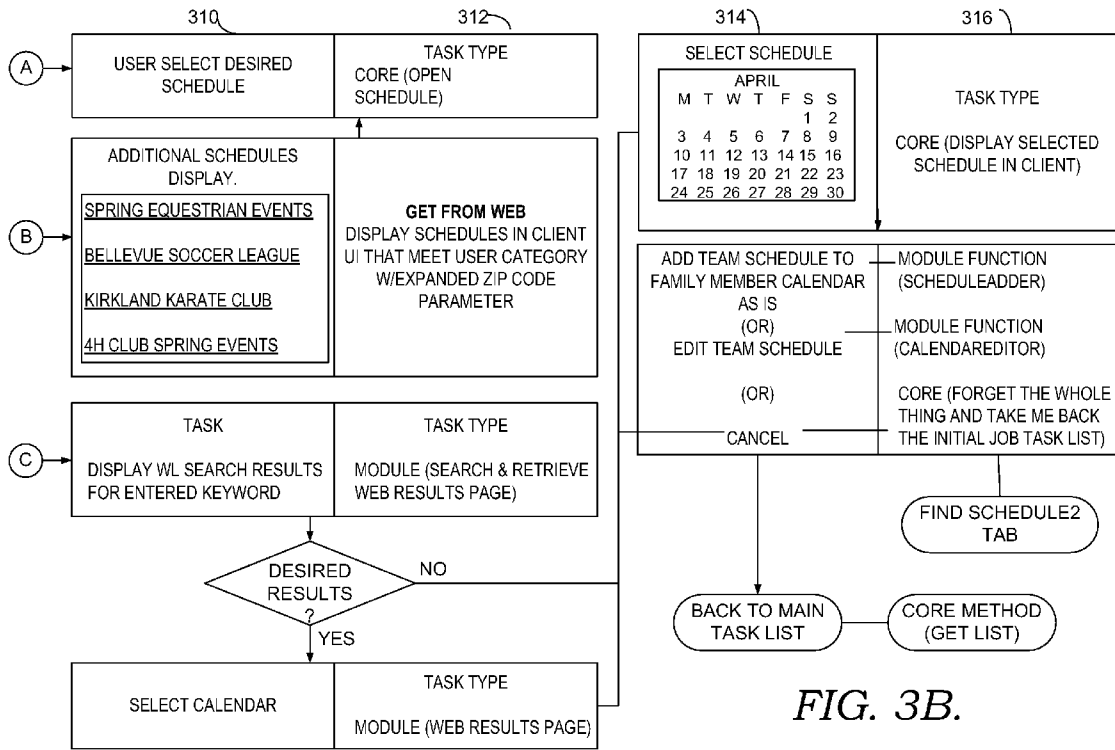 310
312
314
316
A
USER SELECT DESIRED
SCHEDULE
TASK TYPE
CORE (OPEN
SCHEDULE)
B
ADDITIONAL SCHEDULES
DISPLAY.
SPRING EQUESTRIAN EVENTS
BELLEVUE SOCCER LEAGUE
KIRKLAND KARATE CLUB
4H CLUB SPRING EVENTS
GET FROM WEB
DISPLAY SCHEDULES IN CLIENT
UI THAT MEET USER CATEGORY
W/EXPANDED ZIP CODE
PARAMETER
C
TASK
DISPLAY WL SEARCH RESULTS
FOR ENTERED KEYWORD
TASK TYPE
MODULE (SEARCH & RETRIEVE
WEB RESULTS PAGE)
DESIRED
RESULTS
?
NO
YES
SELECT CALENDAR
TASK TYPE
MODULE (WEB RESULTS PAGE)
SELECT SCHEDULE
APRIL
M T W T F S S
1 2
3 4 5 6 7 8 9
10 11 12 13 14 15 16
17 18 19 20 21 22 23
24 25 26 27 28 29 30
TASK TYPE
CORE (DISPLAY SELECTED
SCHEDULE IN CLIENT)
ADD TEAM SCHEDULE TO
FAMILY MEMBER CALENDAR
AS IS
(OR)
EDIT TEAM SCHEDULE
(OR)
CANCEL
MODULE FUNCTION
(SCHEDULEADDER)
MODULE FUNCTION
(CALENDAREDITOR)
CORE (FORGET THE WHOLE
THING AND TAKE ME BACK
THE INITIAL JOB TASK LIST)
FIND SCHEDULE2
TAB
BACK TO MAIN
TASK LIST
CORE METHOD
(GET LIST)
FIG. 3B.